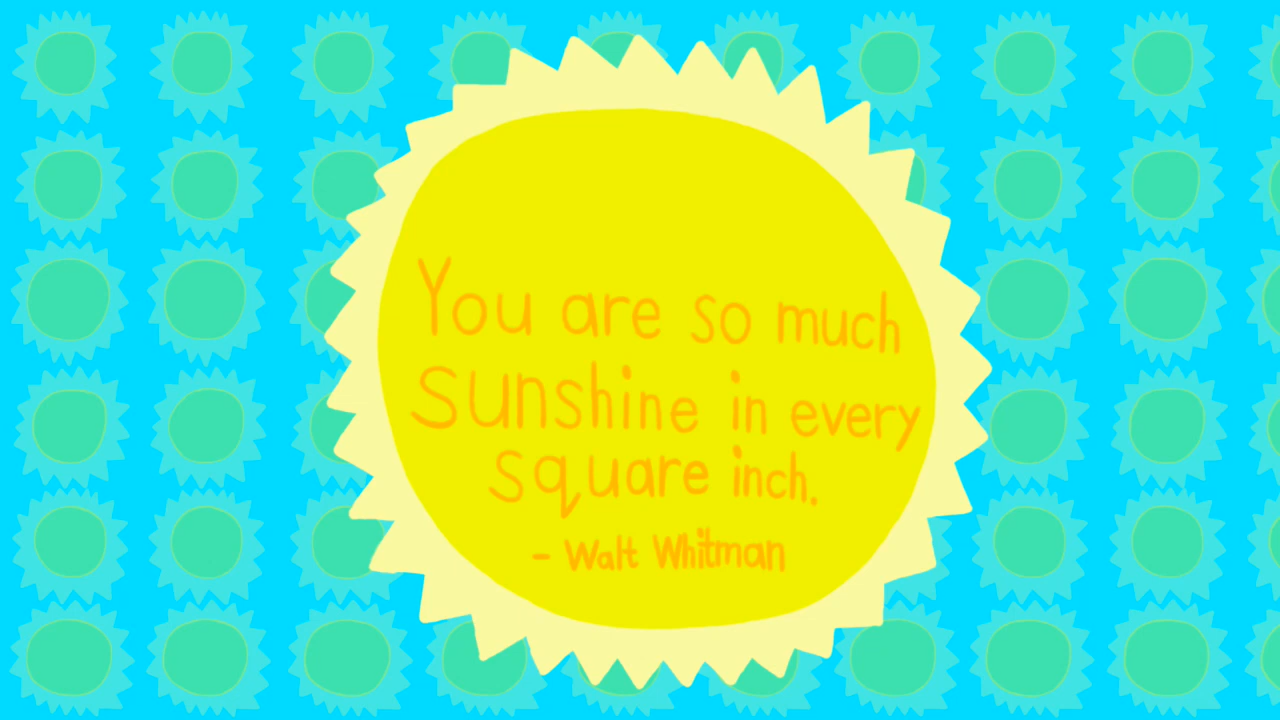 You are so much
sunshine in every
square inch.
- Walt Whitman